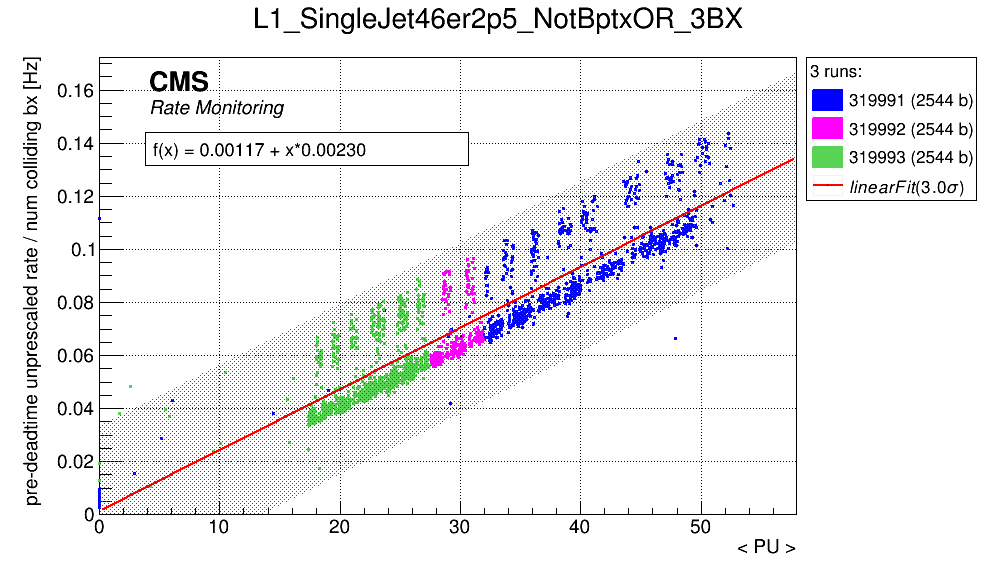 L1_SingleJet46er2p5_NotBptxOR_3BX
pre-deadtime unprescaled rate / num colliding bx [Hz]
CMS
Rate Monitoring
f(x) = 0.00117 + x*0.00230
0.16
0.14
0.12
0.1
0.08
0.06
0.04
0.02
0
0 10 20 30 40 50
< PU >
3 runs:
319991 (2544 b)
319992 (2544 b)
319993 (2544 b)
linearFit(3.0σ)